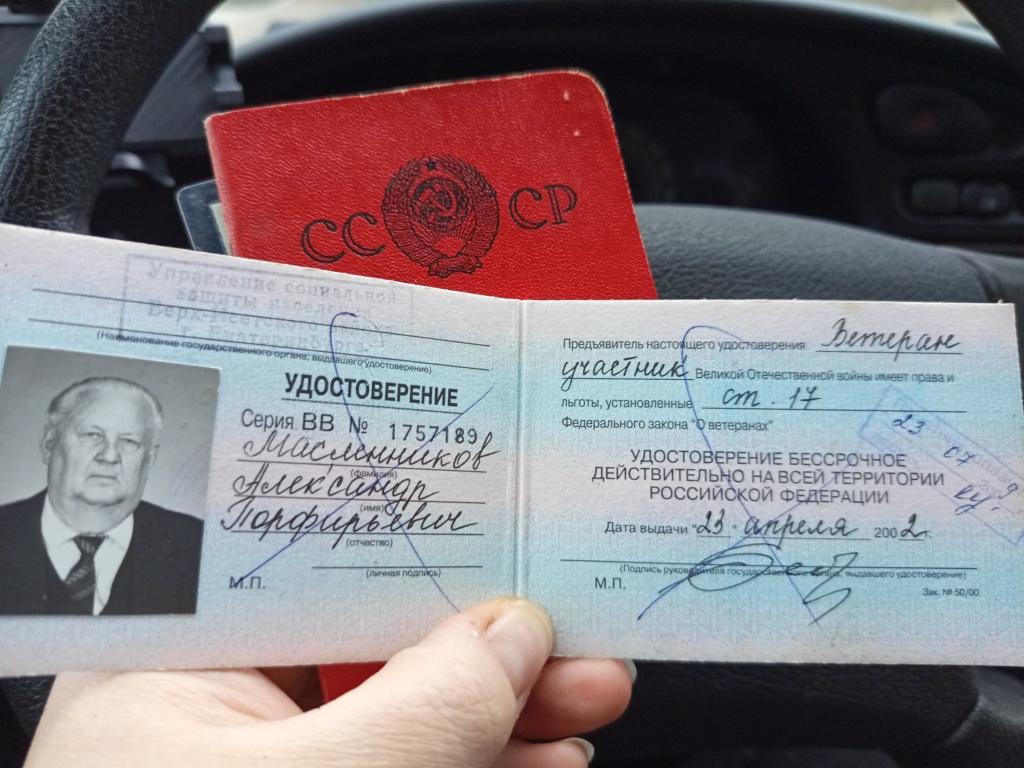 СССР
Управление социальной
защиты населения
Верх-Исетского района
г. Екатеринбурга
(Наименование государственного органа, выдавшего удостоверение)
УДОСТОВЕРЕНИЕ
Серия ВВ № 1757189
Масленников
(фамилия)
Александр
(имя)
Порфирьевич
(отчество)
(личная подпись)
М.П.
Предъявитель настоящего удостоверения Ветеран
участник Великой Отечественной войны имеет права и
льготы, установленные ст. 17
Федерального закона "О ветеранах"
23
07
УДОСТОВЕРЕНИЕ БЕССРОЧНОЕ
ДЕЙСТВИТЕЛЬНО НА ВСЕЙ ТЕРРИТОРИИ
РОССИЙСКОЙ ФЕДЕРАЦИИ
Дата выдачи "23" апреля 2002г.
(Подпись руководителя государственного органа, выдавшего удостоверение)
М.П.
Зак. № 50/00